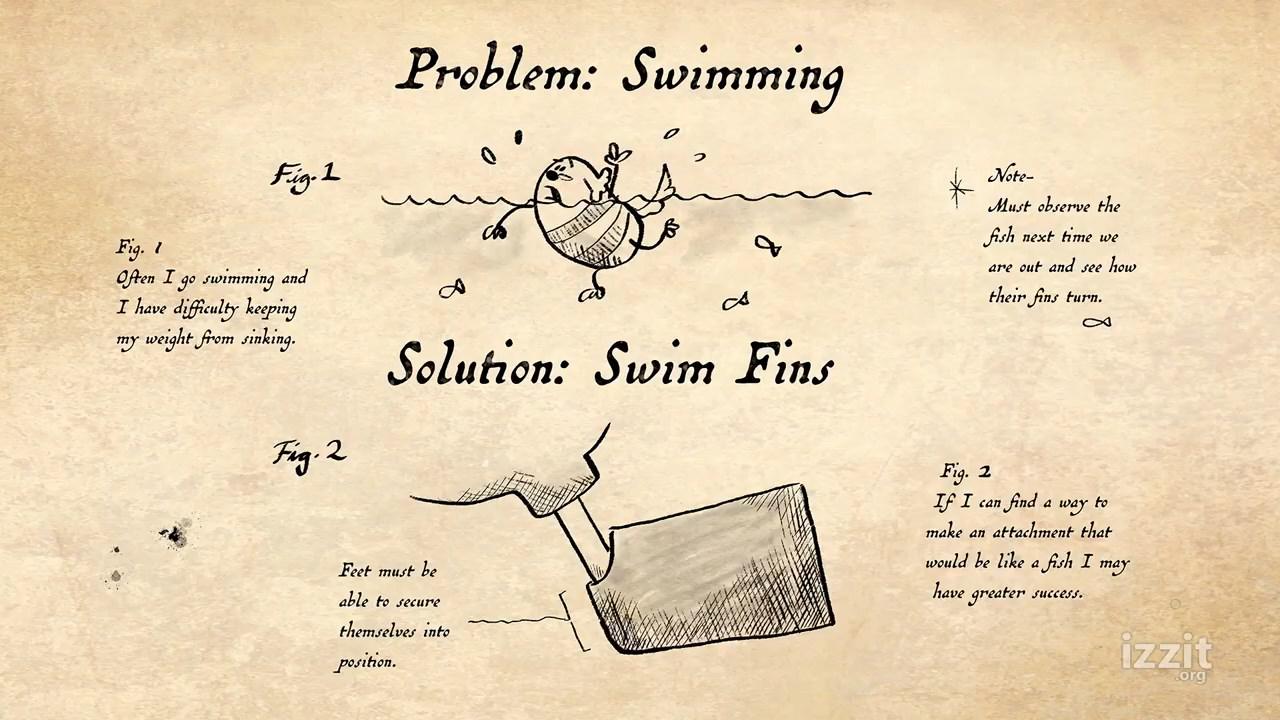 Problem: Swimming
Fig. 1
Fig. 1
Often I go swimming and
I have difficulty keeping
my weight from sinking.
Note-
Must observe the
fish next time we
are out and see how
their fins turn.
Solution: Swim Fins
Fig. 2
Feet must be
able to secure
themselves into
position.
Fig. 2
If I can find a way to
make an attachment that
would be like a fish I may
have greater success.
izzit
.org